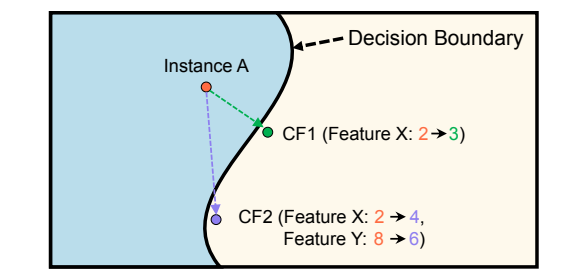 Decision Boundary
Instance A
CF1 (Feature X: 2→3)
CF2 (Feature X: 2→4,
Feature Y: 8→6)